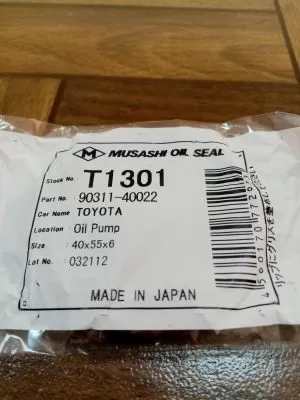 M MUSASHI OIL SEAL
Stock No. T1301
Part No. 90311-40022
Car Name TOYOTA
Location Oil Pump
Size : 40x55x6
Lot No. : 032112
MADE IN JAPAN